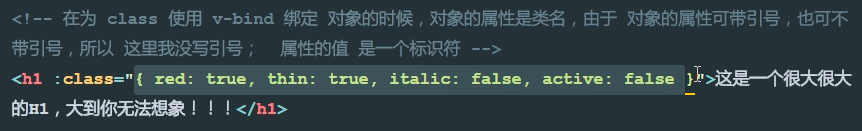 <!-- 在为 class 使用 v-bind 绑定 对象的时候，对象的属性是类名，由于 对象的属性可带引号，也可不
带引号，所以 这里我没写引号；  属性的值 是一个标识符 -->
<h1 :class="{ red: true, thin: true, italic: false, active: false }">这是一个很大很大
的H1，大到你无法想象！！！</h1>